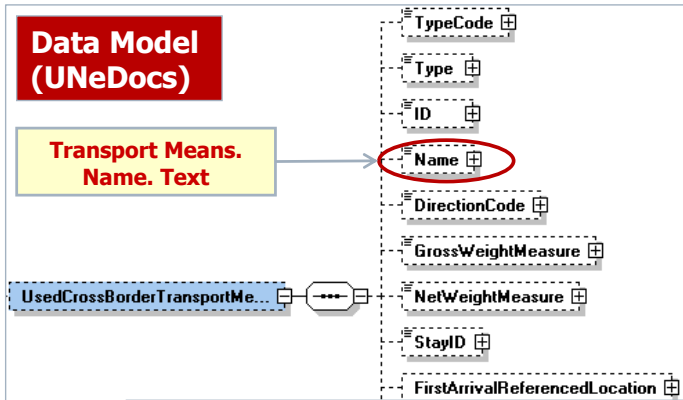 Data Model
(UNeDocs)
Transport Means.
Name. Text
UsedCrossBorderTransportMe...
TypeCode
Type
ID
Name
DirectionCode
GrossWeightMeasure
NetWeightMeasure
StayID
FirstArrivalReferencedLocation